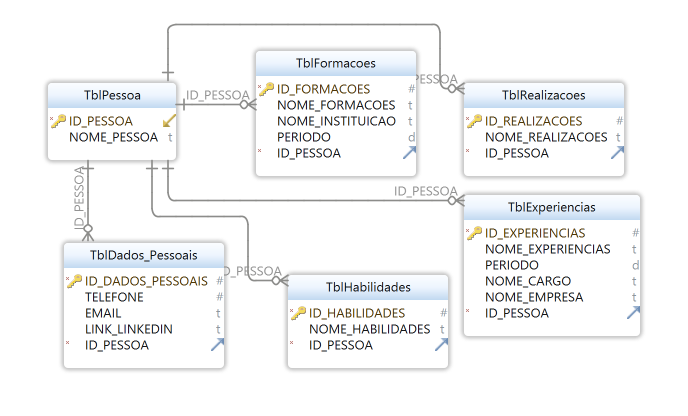 TblPessoa
ID_PESSOA
NOME_PESSOA t
ID_PESSOA
TblFormacoes
ID_FORMACOES #
NOME_FORMACOES t
NOME_INSTITUICAO t
PERIODO d
ID_PESSOA
PESSOA
TblRealizacoes
ID_REALIZACOES #
NOME_REALIZACOES t
ID_PESSOA
ID_PESSOA
TblExperiencias
ID_EXPERIENCIAS #
NOME_EXPERIENCIAS t
PERIODO d
NOME_CARGO t
NOME_EMPRESA t
ID_PESSOA
ID_PESSOA
TblDados_Pessoais
ID_DADOS_PESSOAIS #
TELEFONE #
EMAIL t
LINK_LINKEDIN t
ID_PESSOA
D_PESSOA
TblHabilidades
ID_HABILIDADES #
NOME_HABILIDADES t
ID_PESSOA